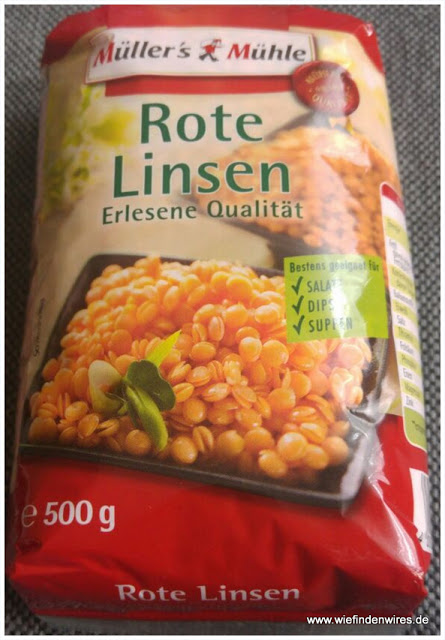 Müller's Mühle
Rote
Linsen
Erlesene Qualität
Bestens geeignet für
✓ SALATE
✓ DIPS
✓ SUPPEN
e 500 g
Rote Linsen
www.wiefindenwires.de